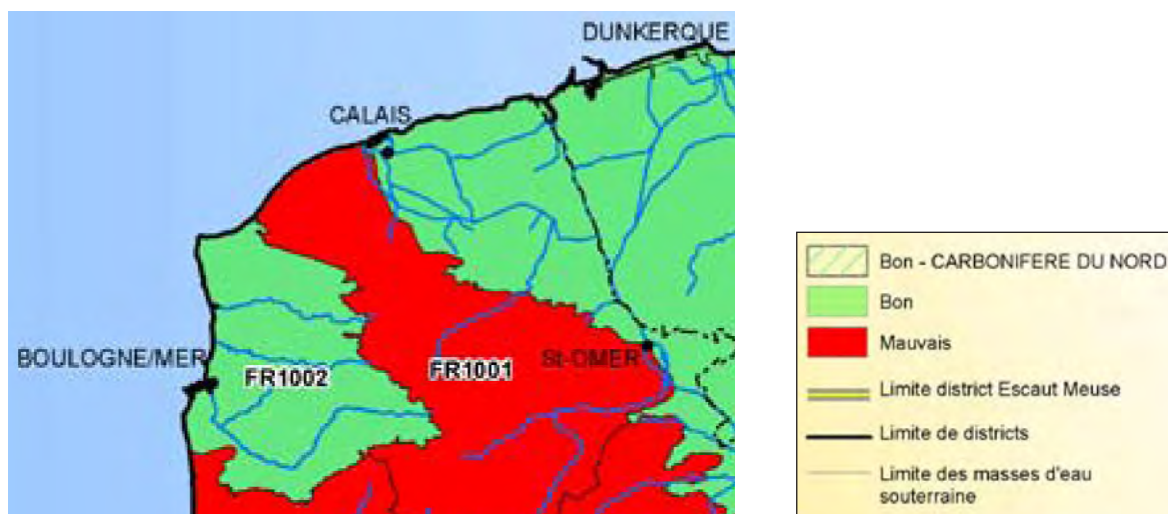 DUNKERQUE
CALAIS
BOULOGNE/MER
FR1002
FR1001
St-OMER
Bon - CARBONIFERE DU NORD
Bon
Mauvais
Limite district Escaut Meuse
Limite de districts
Limite des masses d'eau
souterraine